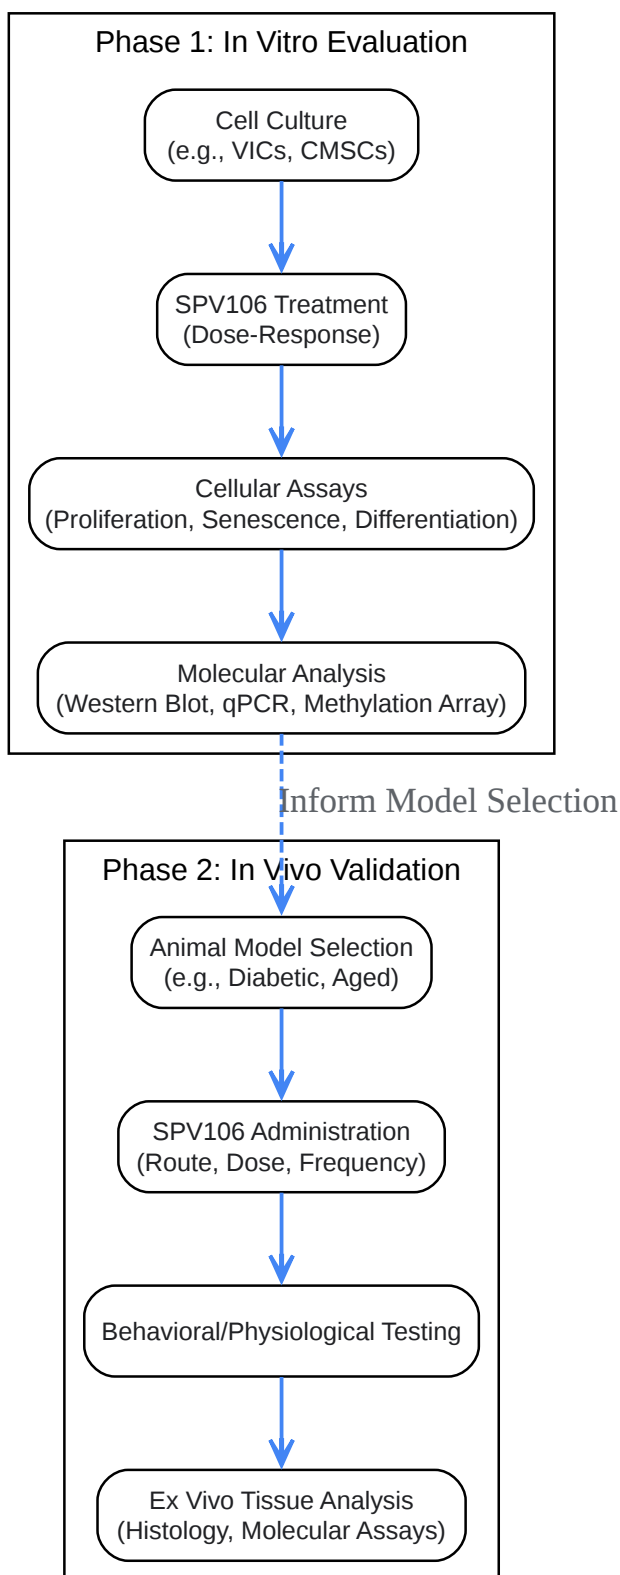 Phase 1: In Vitro Evaluation
Cell Culture
(e.g., VICs, CMSCs)
SPV106 Treatment
(Dose-Response)
Cellular Assays
(Proliferation, Senescence, Differentiation)
Molecular Analysis
(Western Blot, qPCR, Methylation Array)
Inform Model Selection
Phase 2: In Vivo Validation
Animal Model Selection
(e.g., Diabetic, Aged)
SPV106 Administration
(Route, Dose, Frequency)
Behavioral/Physiological Testing
Ex Vivo Tissue Analysis
(Histology, Molecular Assays)